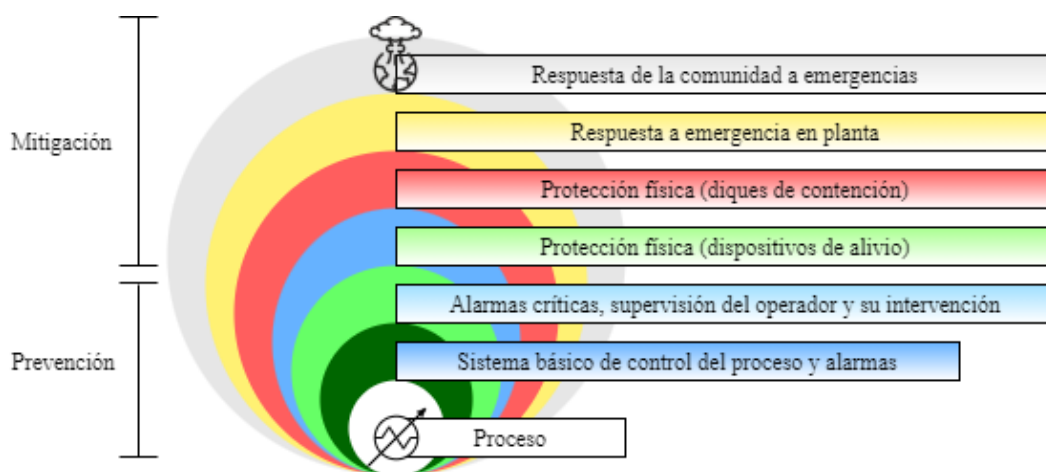 Respuesta de la comunidad a emergencias
Respuesta a emergencia en planta
Mitigación
Protección física (diques de contención)
Protección física (dispositivos de alivio)
Alarmas críticas, supervisión del operador y su intervención
Prevención
Sistema básico de control del proceso y alarmas
Proceso